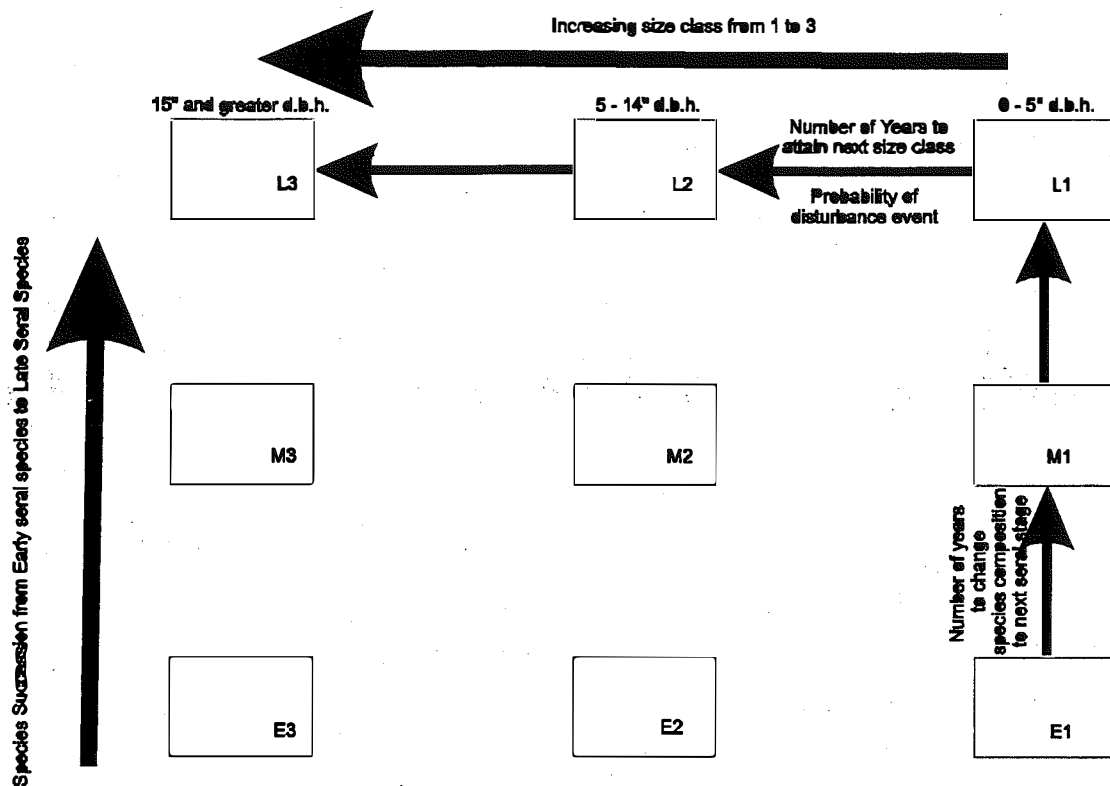 Increasing size class from 1 to 3
15" and greater d.b.h.
5 - 14" d.b.h.
0 - 5" d.b.h.
Number of Years to
attain next size class
Probability of
disturbance event
L3
L2
L1
Species Succession from Early seral species to Late Seral Species
M3
M2
M1
Number of years
to change
species composition
to next seral stage
E3
E2
E1